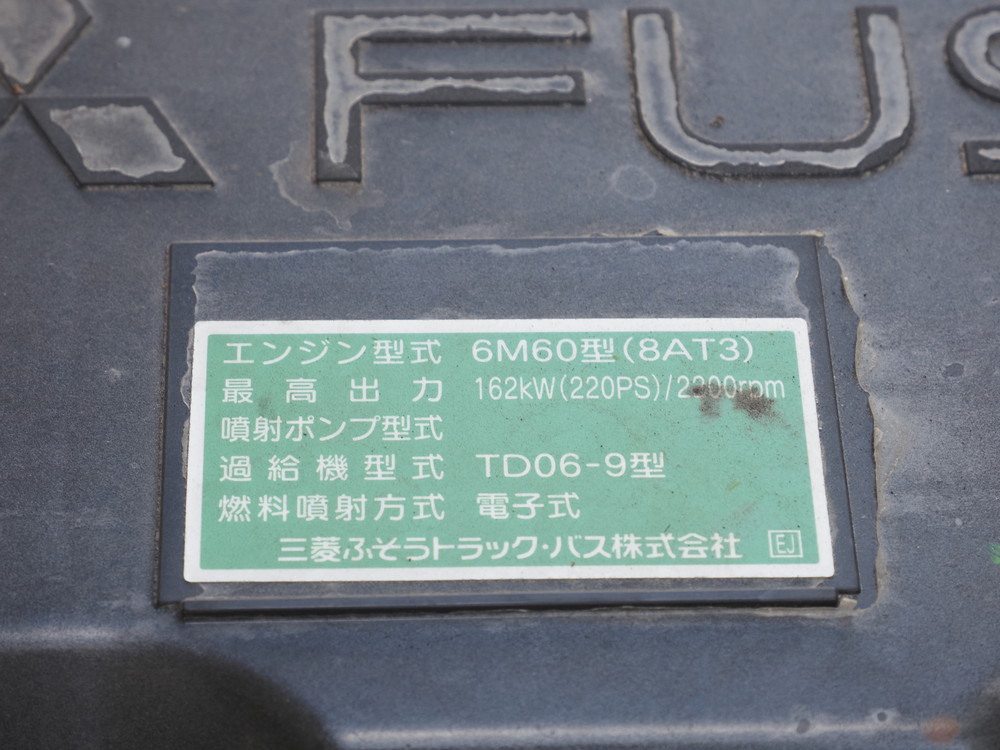 FUS
エンジン型式 6M60型(8AT3)
最高出力 162kW(220PS)/2200rpm
噴射ポンプ型式
過給機型式 TD06-9型
燃料噴射方式 電子式
三菱ふそうトラック・バス株式会社 EJ